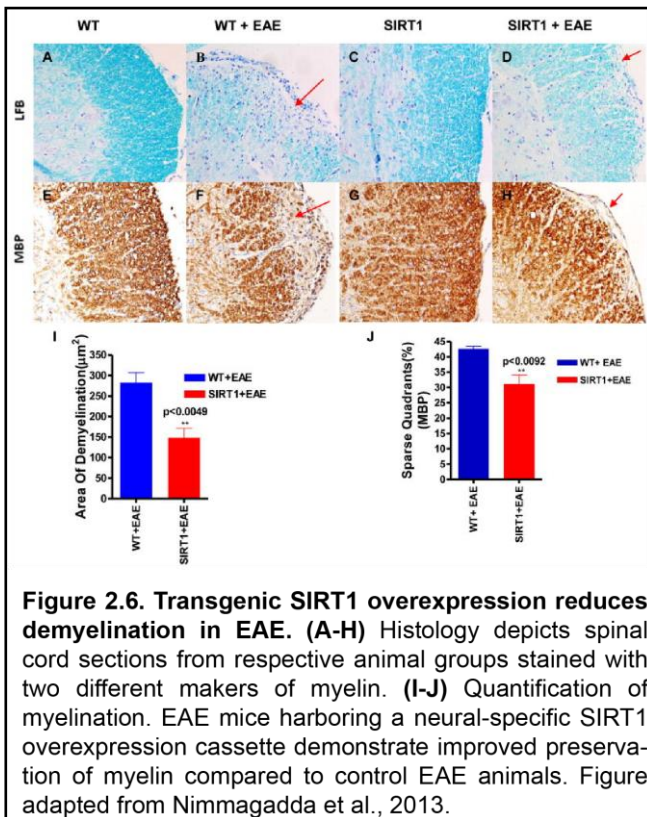 WT WT + EAE SIRT1 SIRT1 + EAE
LFB
A B C D
MBP
E F G H
I
Area Of Demyelination(μm²)
350
300
250
200
150
100
50
0
WT+EAE
SIRT1+EAE
p<0.0049
**
WT+EAE
SIRT1+EAE
J
Sparse Quadrants(%)
(MBP)
45
40
35
30
25
20
15
10
5
0
WT+ EAE
SIRT1+EAE
p<0.0092
**
WT+ EAE
SIRT1+EAE
Figure 2.6. Transgenic SIRT1 overexpression reduces
demyelination in EAE. (A-H) Histology depicts spinal
cord sections from respective animal groups stained with
two different makers of myelin. (I-J) Quantification of
myelination. EAE mice harboring a neural-specific SIRT1
overexpression cassette demonstrate improved preserva-
tion of myelin compared to control EAE animals. Figure
adapted from Nimmagadda et al., 2013.